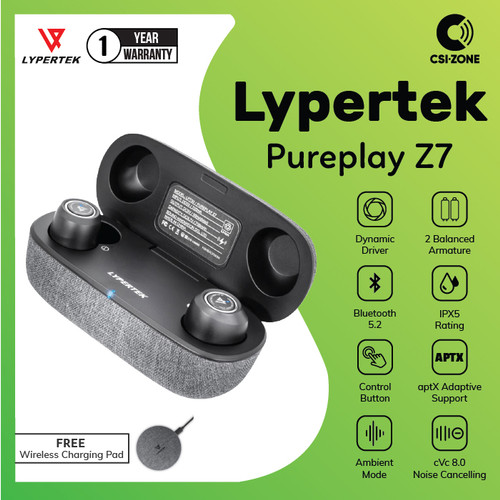 LYPERTEK
1 YEAR
WARRANTY
CSI-ZONE
Lypertek
Pureplay Z7
Dynamic
Driver
2 Balanced
Armature
Bluetooth
5.2
IPX5
Rating
Control
Button
APTX
aptX Adaptive
Support
Ambient
Mode
cVc 8.0
Noise Cancelling
LYPERTEK
FREE
Wireless Charging Pad